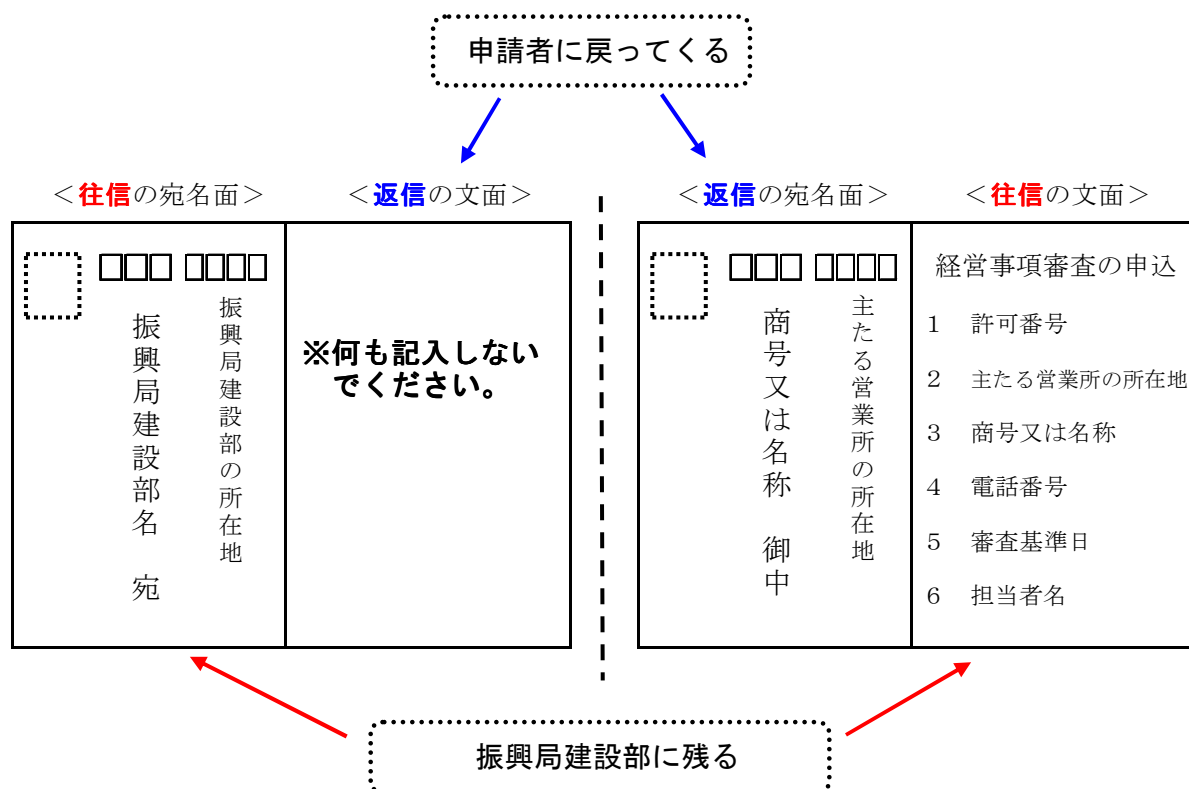 申請者に戻ってくる
＜往信の宛名面＞
＜返信の文面＞
＜返信の宛名面＞
＜往信の文面＞
振興局建設部の所在地
振興局建設部名　宛
※何も記入しない
でください。
主たる営業所の所在地
商号又は名称　御中
経営事項審査の申込
1　許可番号
2　主たる営業所の所在地
3　商号又は名称
4　電話番号
5　審査基準日
6　担当者名
振興局建設部に残る